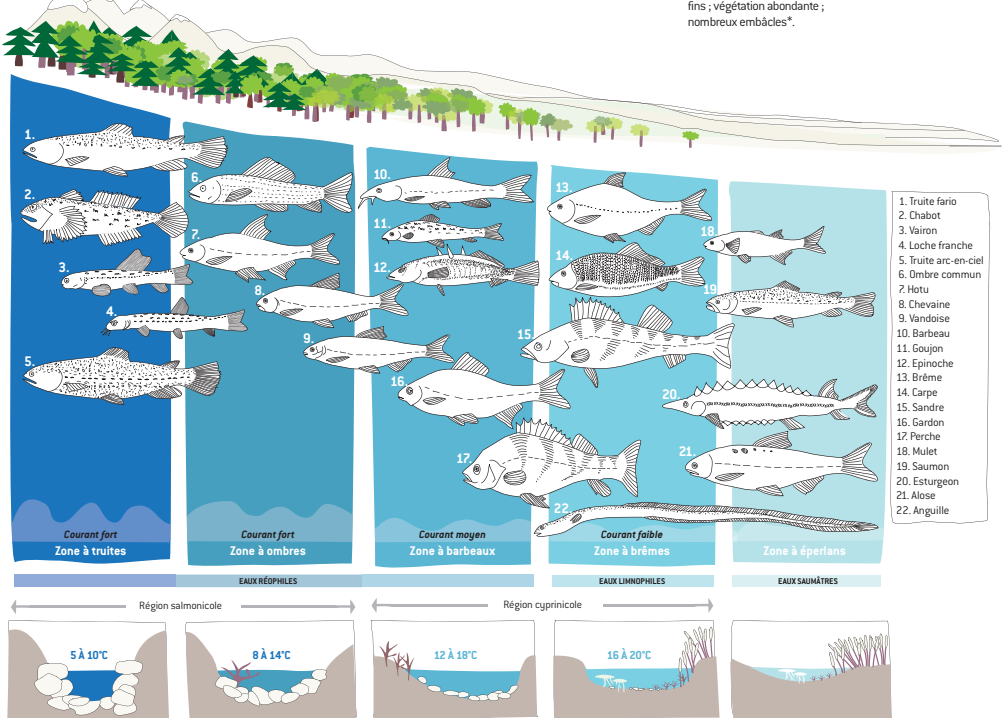 fins ; végétation abondante ;
nombreux embâcles*.
1.
2.
3.
4.
5.
6.
7.
8.
9.
10.
11.
12.
13.
14.
15.
16.
17.
18.
19.
20.
21.
22.
1. Truite fario
2. Chabot
3. Vairon
4. Loche franche
5. Truite arc-en-ciel
6. Ombre commun
7. Hotu
8. Chevaine
9. Vandoise
10. Barbeau
11. Goujon
12. Epinoche
13. Brême
14. Carpe
15. Sandre
16. Gardon
17. Perche
18. Mulet
19. Saumon
20. Esturgeon
21. Alose
22. Anguille
Courant fort
Zone à truites
Courant fort
Zone à ombres
Courant moyen
Zone à barbeaux
Courant faible
Zone à brêmes
Zone à éperlans
EAUX RÉOPHILES
EAUX LIMNOPHILES
EAUX SAUMÂTRES
Région salmonicole
Région cyprinicole
5 À 10°C
8 À 14°C
12 À 18°C
16 À 20°C